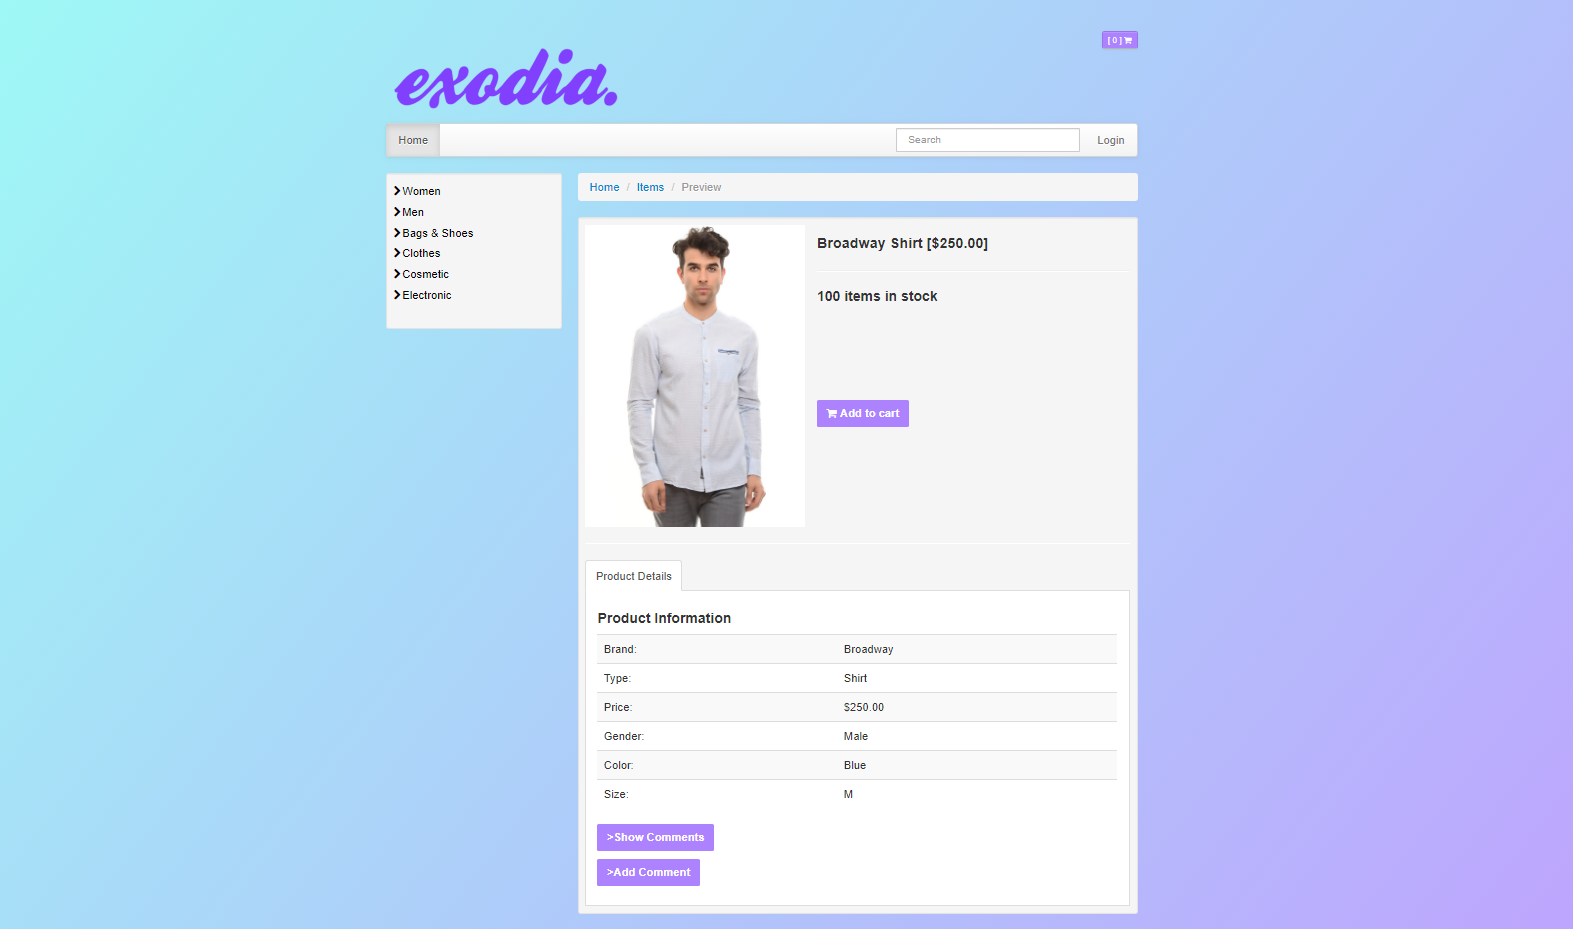 [ 0 ]
exodia.
Home
Search
Login
Women
Men
Bags & Shoes
Clothes
Cosmetic
Electronic
Home / Items / Preview
Broadway Shirt [$250.00]
100 items in stock
Add to cart
Product Details
Product Information
Brand: Broadway
Type: Shirt
Price: $250.00
Gender: Male
Color: Blue
Size: M
>Show Comments
>Add Comment